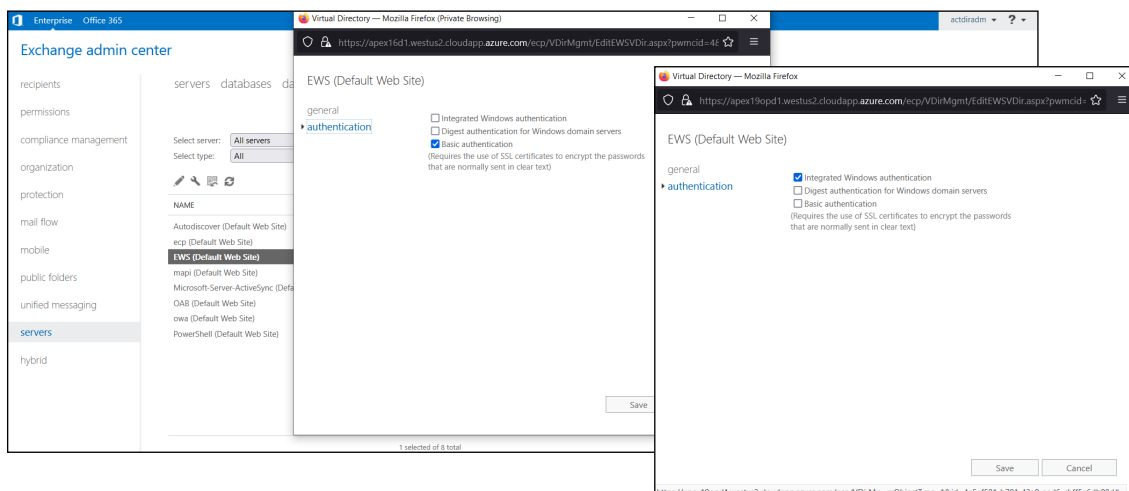 Enterprise Office 365
actdiradm ?
Exchange admin center
recipients
permissions
compliance management
organization
protection
mail flow
mobile
public folders
unified messaging
servers
hybrid
servers databases da
Select server: All servers
Select type: All
NAME
Autodiscover (Default Web Site)
ecp (Default Web Site)
EWS (Default Web Site)
mapi (Default Web Site)
Microsoft-Server-ActiveSync (Defa
OAB (Default Web Site)
owa (Default Web Site)
PowerShell (Default Web Site)
1 selected of 8 total
Virtual Directory — Mozilla Firefox (Private Browsing)
https://apex16d1.westus2.cloudapp.azure.com/ecp/VDirMgmt/EditEWSVDir.aspx?pwmcid=48
EWS (Default Web Site)
general
authentication
Integrated Windows authentication
Digest authentication for Windows domain servers
Basic authentication
(Requires the use of SSL certificates to encrypt the passwords
that are normally sent in clear text)
Save
Virtual Directory — Mozilla Firefox
https://apex19opd1.westus2.cloudapp.azure.com/ecp/VDirMgmt/EditEWSVDir.aspx?pwmcid=
EWS (Default Web Site)
general
authentication
Integrated Windows authentication
Digest authentication for Windows domain servers
Basic authentication
(Requires the use of SSL certificates to encrypt the passwords
that are normally sent in clear text)
Save Cancel